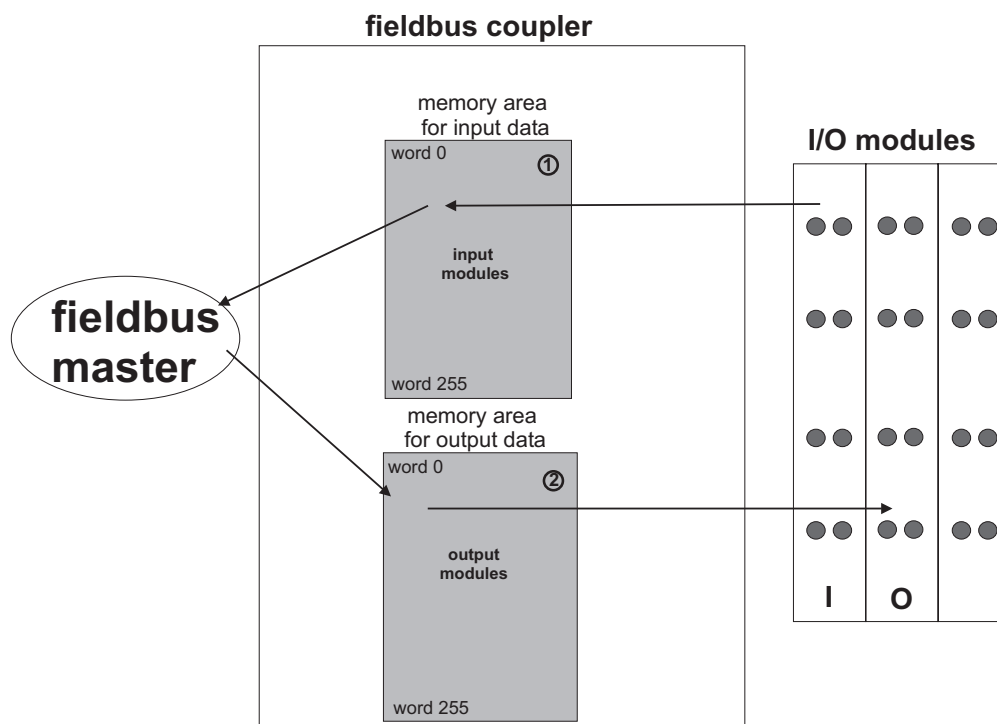 fieldbus coupler
memory area
for input data
word 0
①
input
modules
word 255
I/O modules
fieldbus
master
memory area
for output data
word 0
②
output
modules
word 255
I
O